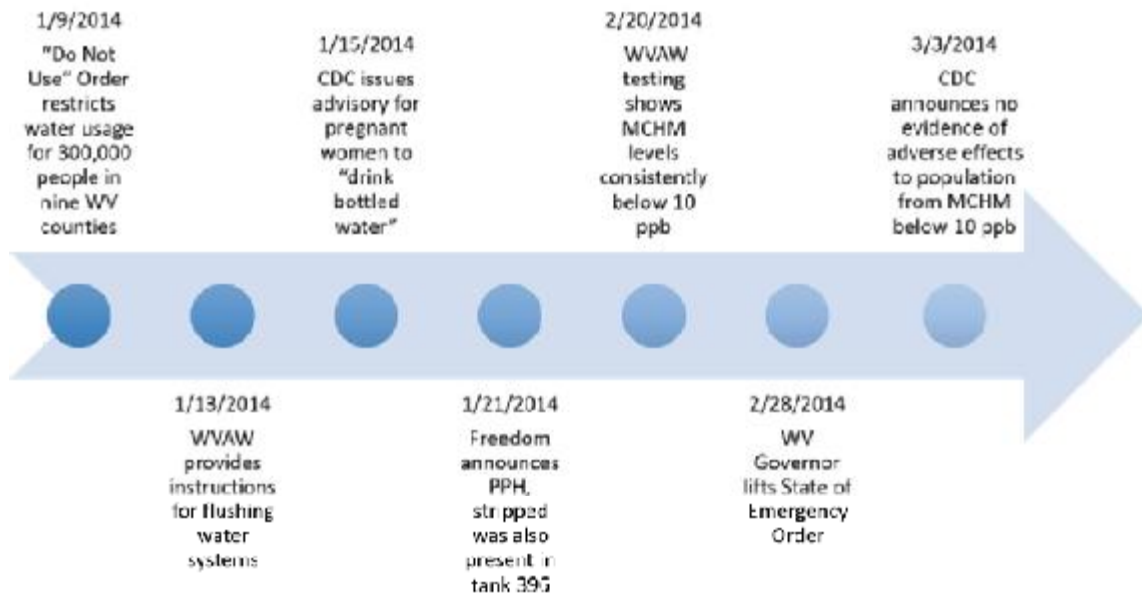 1/9/2014
"Do Not
Use" Order
restricts
water usage
for 300,000
people in
nine WV
counties
1/13/2014
WVAW
provides
instructions
for flushing
water
systems
1/15/2014
CDC issues
advisory for
pregnant
women to
"drink
bottled
water"
1/21/2014
Freedom
announces
PPH,
stripped
was also
present in
tank 396
2/20/2014
WVAW
testing
shows
MCHM
levels
consistently
below 10
ppb
2/28/2014
WV
Governor
lifts State of
Emergency
Order
3/3/2014
CDC
announces no
evidence of
adverse effects
to population
from MCHM
below 10 ppb